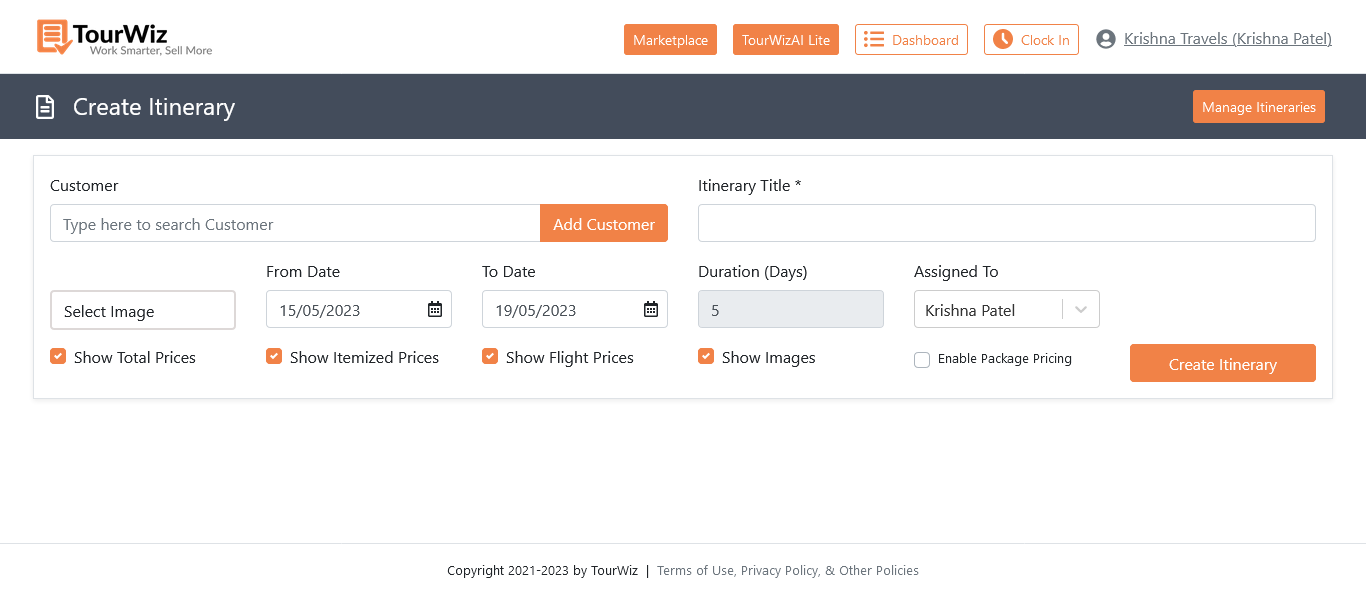 TourWiz
Work Smarter, Sell More
Marketplace
TourWizAI Lite
Dashboard
Clock In
Krishna Travels (Krishna Patel)
Create Itinerary
Manage Itineraries
Customer
Itinerary Title *
Type here to search Customer
Add Customer
From Date
To Date
Duration (Days)
Assigned To
Select Image
15/05/2023
19/05/2023
5
Krishna Patel
Show Total Prices
Show Itemized Prices
Show Flight Prices
Show Images
Enable Package Pricing
Create Itinerary
Copyright 2021-2023 by TourWiz | Terms of Use, Privacy Policy, & Other Policies